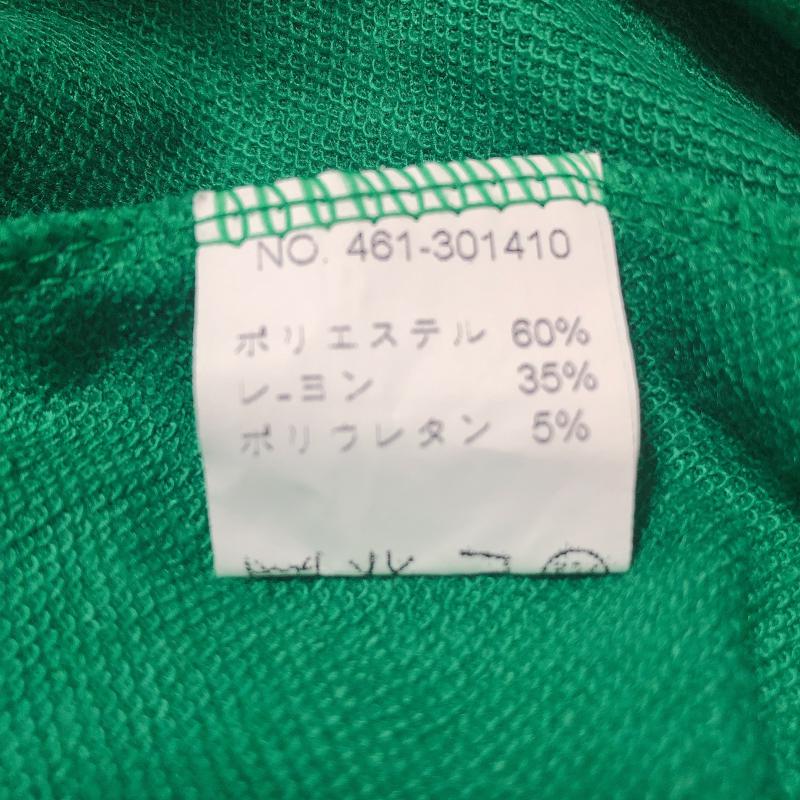 NO. 461-301410
ポリエステル 60%
レーヨン 35%
ポリウレタン 5%